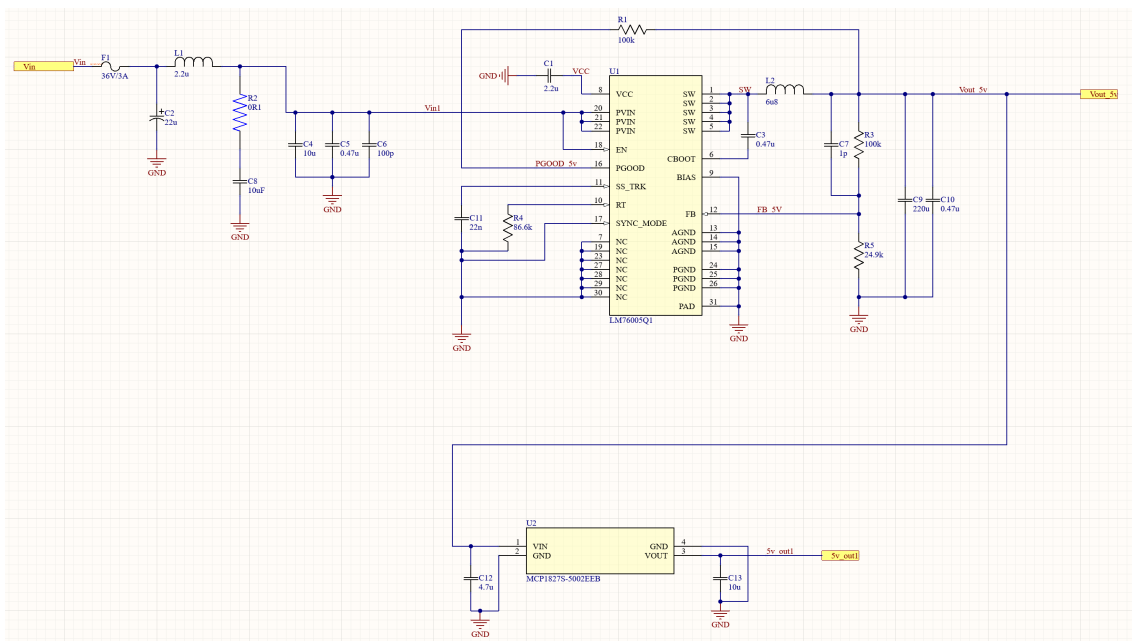 Vin
Vin
F1
36V/3A
L1
2.2u
C2
22u
GND
R2
0R1
C8
10uF
GND
C4
10u
C5
0.47u
C6
100p
GND
Vin1
R1
100k
GND
C1
2.2u
VCC
U1
8 VCC
20 PVIN
21 PVIN
22 PVIN
18 EN
PGOOD_5v 16 PGOOD
11 SS_TRK
10 RT
17 SYNC_MODE
7 NC
19 NC
23 NC
27 NC
28 NC
29 NC
30 NC
SW 1
SW 2
SW 3
SW 4
SW 5
CBOOT 6
BIAS 9
FB 12
AGND 13
AGND 14
AGND 15
PGND 24
PGND 25
PGND 26
PAD 31
LM76005Q1
C11
22n
R4
86.6k
GND
GND
SW
L2
6u8
C3
0.47u
Vout_5v
Vout_5v
C7
1p
R3
100k
FB_5V
R5
24.9k
C9
220u
C10
0.47u
GND
U2
1 VIN
2 GND
GND 4
VOUT 3
MCP1827S-5002EEB
C12
4.7u
GND
5v_out1
5v_out1
C13
10u
GND